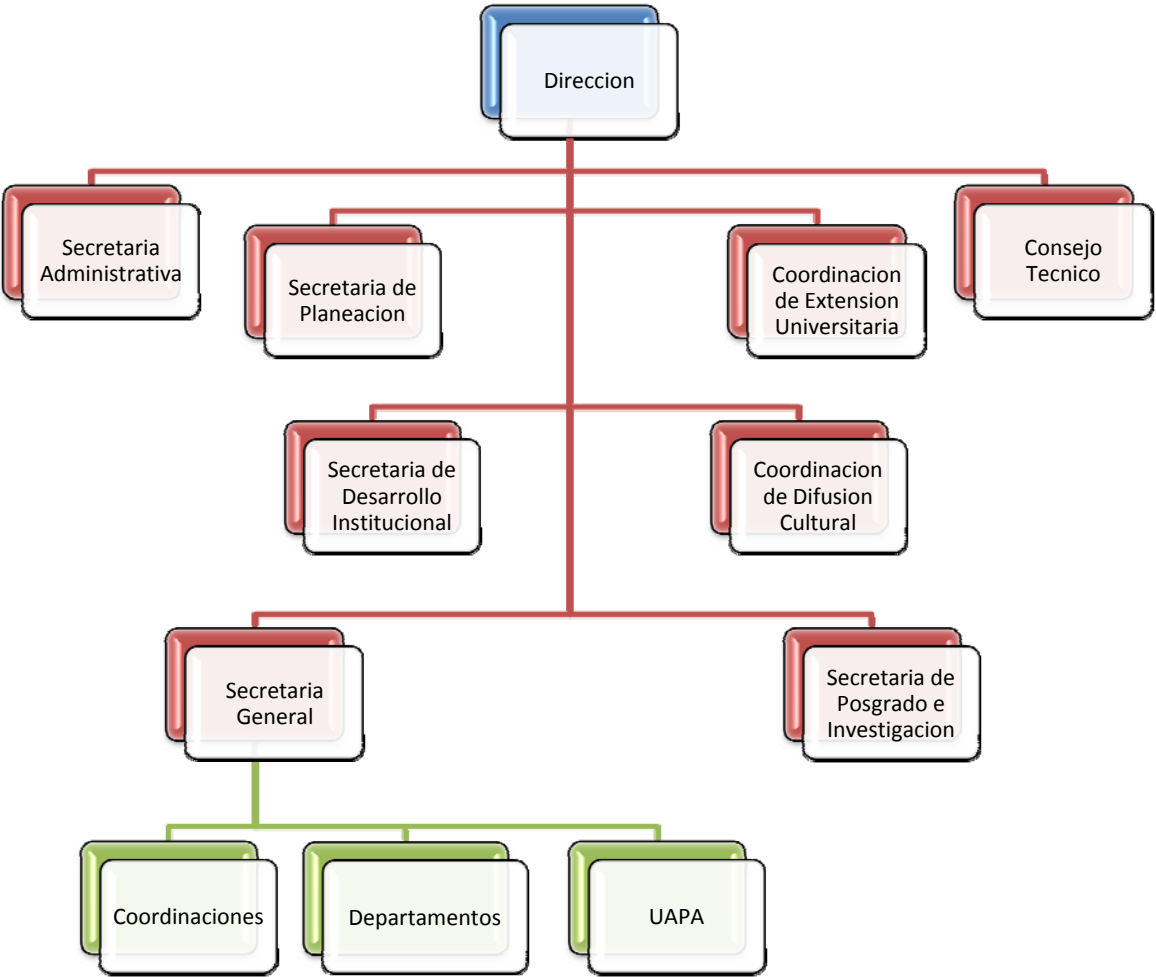 Direccion
Secretaria
Administrativa
Secretaria de
Planeacion
Coordinacion
de Extension
Universitaria
Consejo
Tecnico
Secretaria de
Desarrollo
Institucional
Coordinacion
de Difusion
Cultural
Secretaria
General
Secretaria de
Posgrado e
Investigacion
Coordinaciones
Departamentos
UAPA